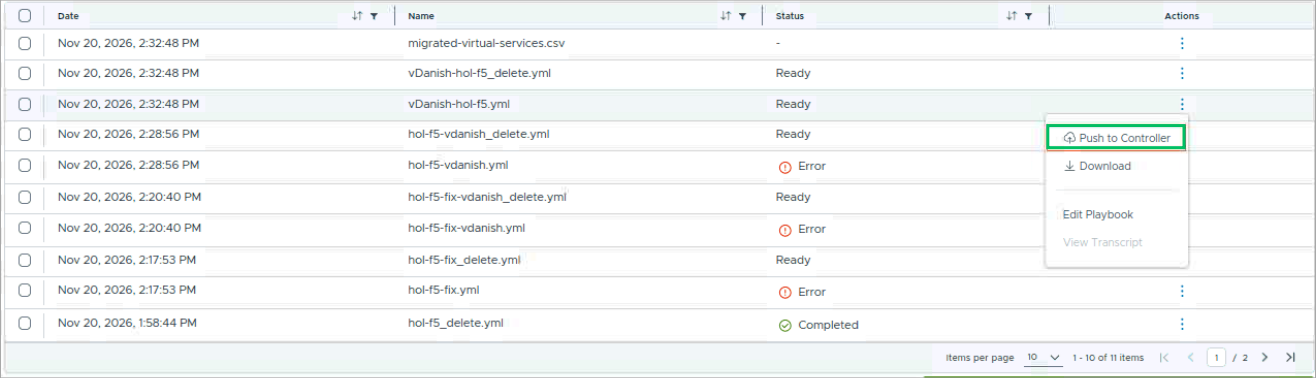 Date Name Status Actions
Nov 20, 2026, 2:32:48 PM migrated-virtual-services.csv -
Nov 20, 2026, 2:32:48 PM vDanish-hol-f5_delete.yml Ready
Nov 20, 2026, 2:32:48 PM vDanish-hol-f5.yml Ready
Nov 20, 2026, 2:28:56 PM hol-f5-vdanish_delete.yml Ready
Push to Controller
Nov 20, 2026, 2:28:56 PM hol-f5-vdanish.yml Error
Download
Nov 20, 2026, 2:20:40 PM hol-f5-fix-vdanish_delete.yml Ready
Edit Playbook
Nov 20, 2026, 2:20:40 PM hol-f5-fix-vdanish.yml Error
View Transcript
Nov 20, 2026, 2:17:53 PM hol-f5-fix_delete.yml Ready
Nov 20, 2026, 2:17:53 PM hol-f5-fix.yml Error
Nov 20, 2026, 1:58:44 PM hol-f5_delete.yml Completed
Items per page 10 1 - 10 of 11 items 1 / 2